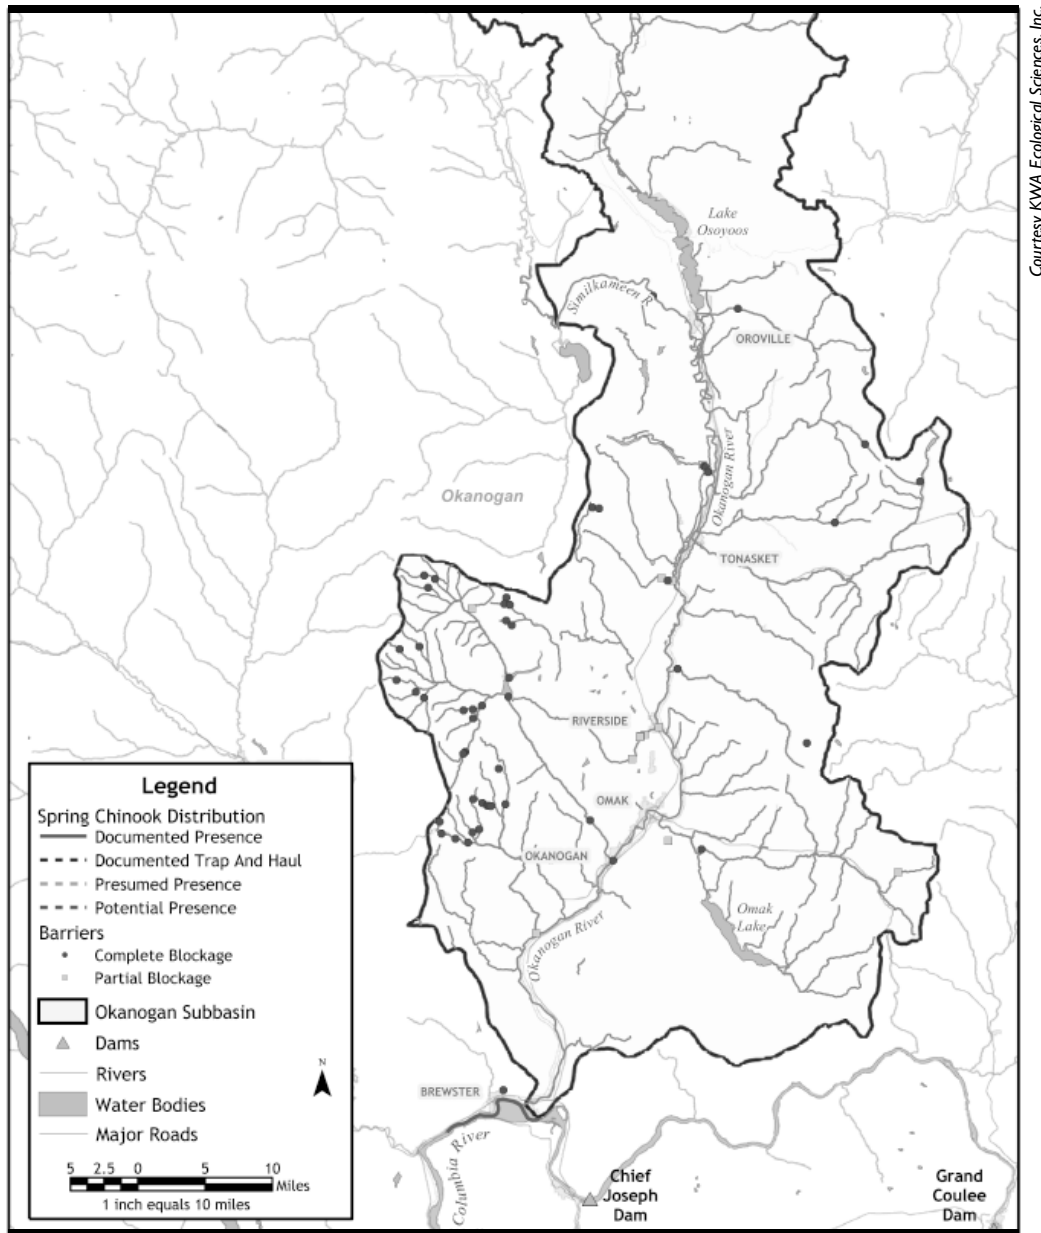 Courtesy KWA Ecological Sciences, Inc.
Lake
Osoyoos
Similkameen R
OROVILLE
Okanogan River
Okanogan
TONASKET
RIVERSIDE
OMAK
OKANOGAN
Omak
Lake
Okanogan River
BREWSTER
Columbia River
Chief
Joseph
Dam
Grand
Coulee
Dam
Legend
Spring Chinook Distribution
Documented Presence
Documented Trap And Haul
Presumed Presence
Potential Presence
Barriers
Complete Blockage
Partial Blockage
Okanogan Subbasin
Dams
N
Rivers
Water Bodies
Major Roads
5 2.5 0 5 10
Miles
1 inch equals 10 miles